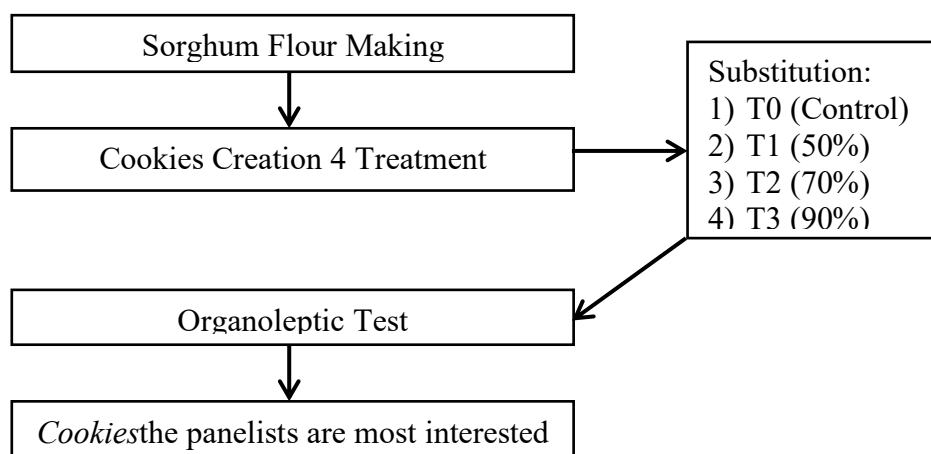 Sorghum Flour Making
Cookies Creation 4 Treatment
Substitution:
1) T0 (Control)
2) T1 (50%)
3) T2 (70%)
4) T3 (90%)
Organoleptic Test
Cookiesthe panelists are most interested